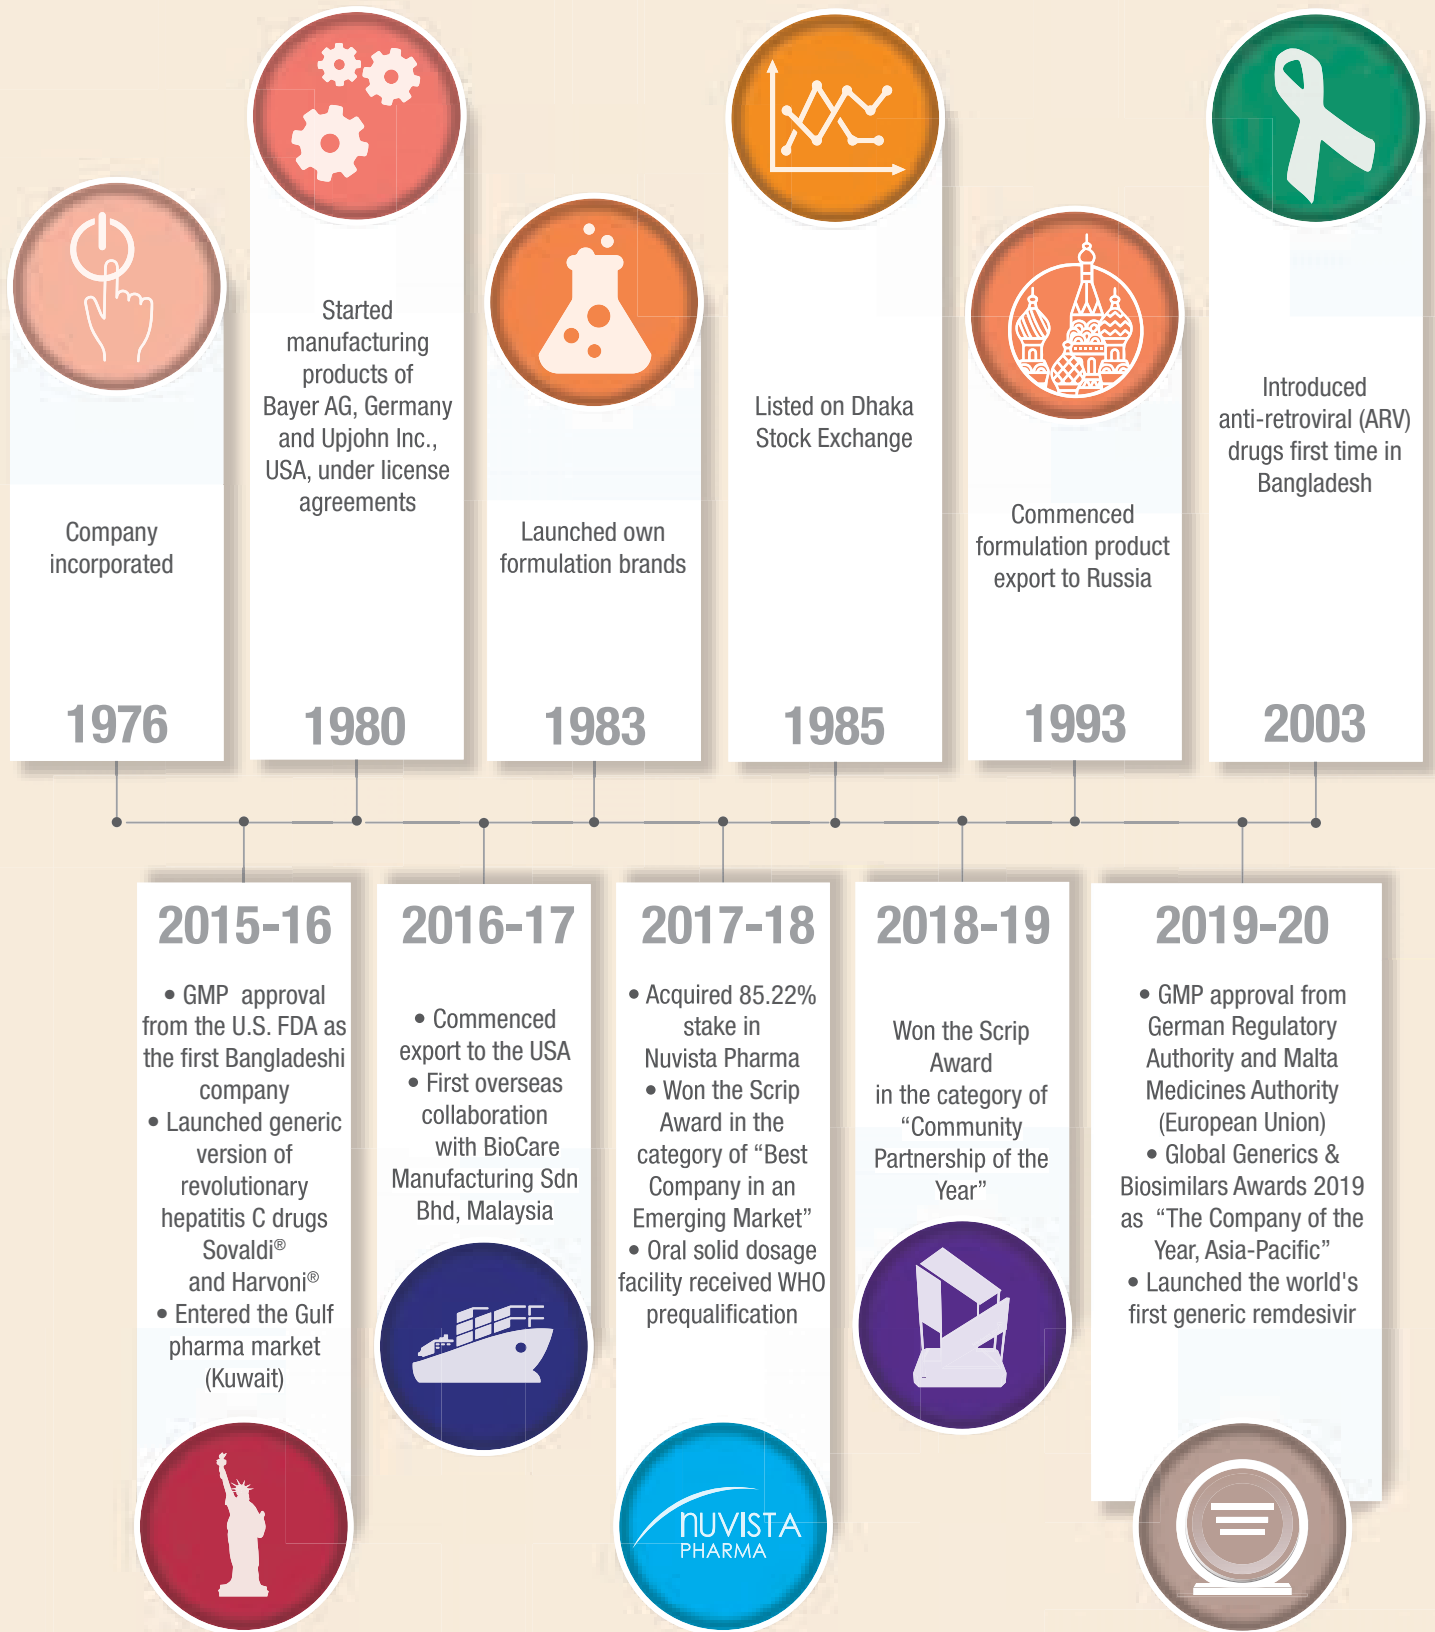 Company
incorporated
1976
Started
manufacturing
products of
Bayer AG, Germany
and Upjohn Inc.,
USA, under license
agreements
1980
Launched own
formulation brands
1983
Listed on Dhaka
Stock Exchange
1985
Commenced
formulation product
export to Russia
1993
Introduced
anti-retroviral (ARV)
drugs first time in
Bangladesh
2003
2015-16
• GMP approval
from the U.S. FDA as
the first Bangladeshi
company
• Launched generic
version of
revolutionary
hepatitis C drugs
Sovaldi®
and Harvoni®
• Entered the Gulf
pharma market
(Kuwait)
2016-17
• Commenced
export to the USA
• First overseas
collaboration
with BioCare
Manufacturing Sdn
Bhd, Malaysia
2017-18
• Acquired 85.22%
stake in
Nuvista Pharma
• Won the Scrip
Award in the
category of “Best
Company in an
Emerging Market”
• Oral solid dosage
facility received WHO
prequalification
nuVISTA
PHARMA
2018-19
Won the Scrip
Award
in the category of
“Community
Partnership of the
Year”
2019-20
• GMP approval from
German Regulatory
Authority and Malta
Medicines Authority
(European Union)
• Global Generics &
Biosimilars Awards 2019
as “The Company of the
Year, Asia-Pacific”
• Launched the world's
first generic remdesivir